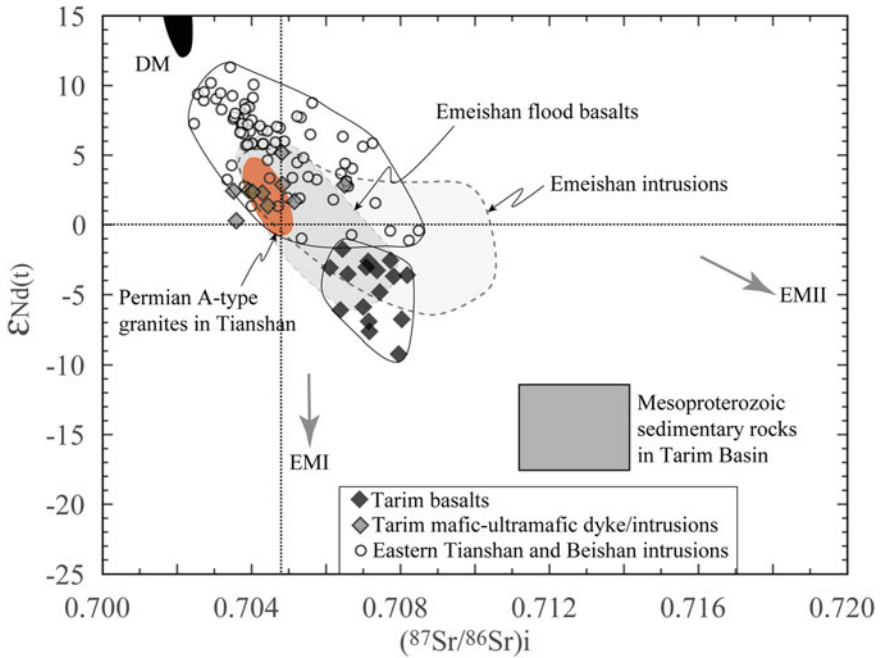 15
10
5
0
-5
-10
-15
-20
-25
εNd(t)
DM
Emeishan flood basalts
Emeishan intrusions
Permian A-type
granites in Tianshan
EMII
EMI
Mesoproterozoic
sedimentary rocks
in Tarim Basin
Tarim basalts
Tarim mafic-ultramafic dyke/intrusions
Eastern Tianshan and Beishan intrusions
0.700
0.704
0.708
0.712
0.716
0.720
(⁸⁷Sr/⁸⁶Sr)i